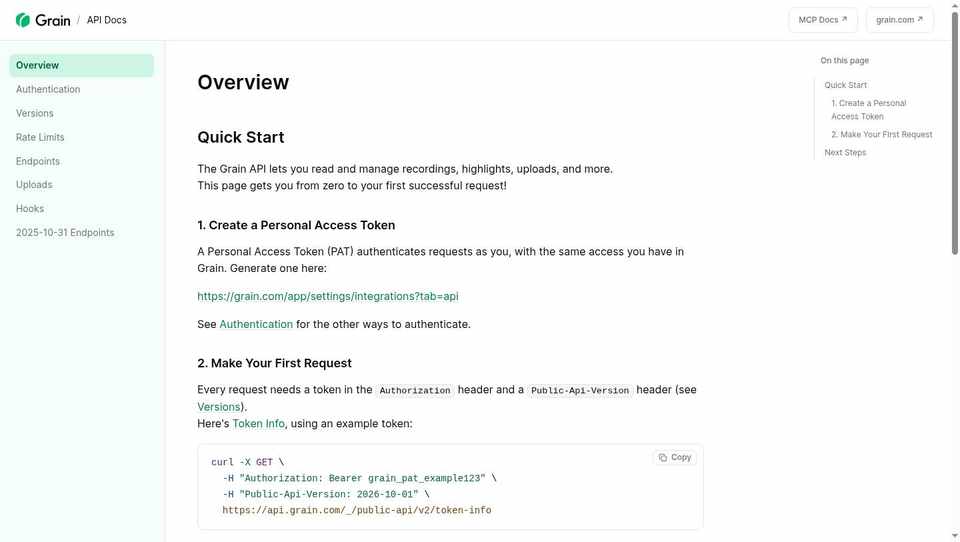 Grain / API Docs
MCP Docs ↗
grain.com ↗
Overview
Authentication
Versions
Rate Limits
Endpoints
Uploads
Hooks
2025-10-31 Endpoints
Overview
Quick Start
The Grain API lets you read and manage recordings, highlights, uploads, and more.
This page gets you from zero to your first successful request!
1. Create a Personal Access Token
A Personal Access Token (PAT) authenticates requests as you, with the same access you have in
Grain. Generate one here:
https://grain.com/app/settings/integrations?tab=api
See Authentication for the other ways to authenticate.
2. Make Your First Request
Every request needs a token in the Authorization header and a Public-Api-Version header (see
Versions).
Here's Token Info, using an example token:
Copy
curl -X GET \
-H "Authorization: Bearer grain_pat_example123" \
-H "Public-Api-Version: 2026-10-01" \
https://api.grain.com/_/public-api/v2/token-info
On this page
Quick Start
1. Create a Personal
Access Token
2. Make Your First Request
Next Steps